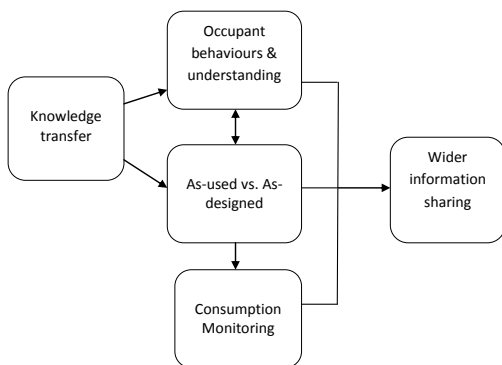 Occupant
behaviours &
understanding
Knowledge
transfer
As-used vs. As-
designed
Wider
information
sharing
Consumption
Monitoring